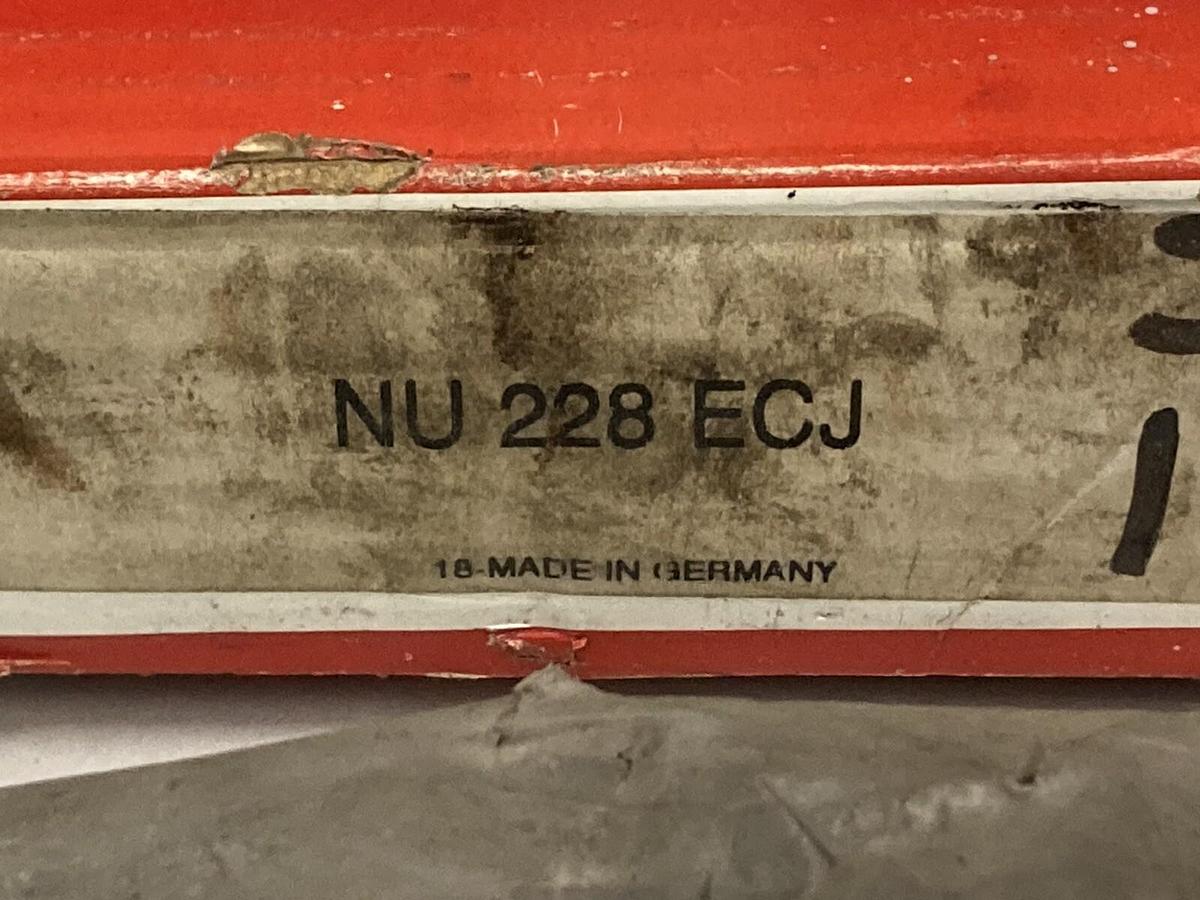 NU 228 ECJ
18-MADE IN GERMANY